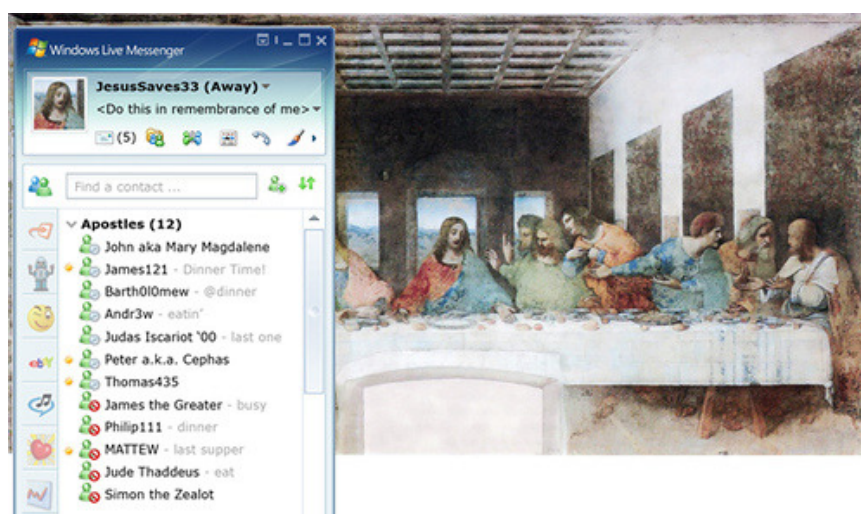 Windows Live Messenger
JesusSaves33 (Away)
<Do this in remembrance of me>
(5)
Find a contact ...
Apostles (12)
John aka Mary Magdalene
James121 - Dinner Time!
Barth0l0mew - @dinner
Andr3w - eatin'
Judas Iscariot '00 - last one
Peter a.k.a. Cephas
ebY
Thomas435
James the Greater - busy
Philip111 - dinner
MATTEW - last supper
Jude Thaddeus - eat
Simon the Zealot